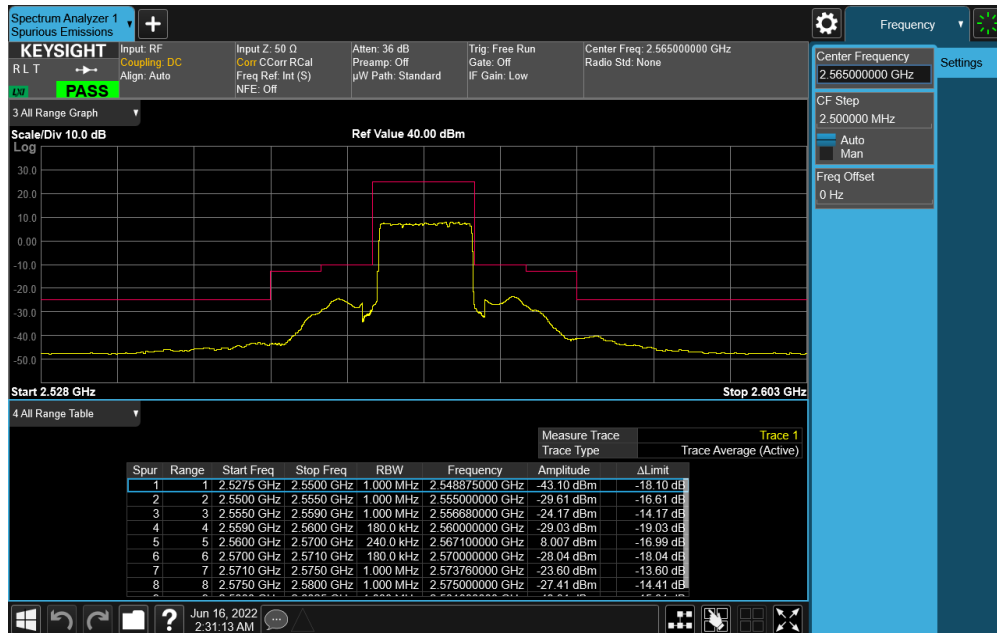 Spectrum Analyzer 1
Spurious Emissions
Frequency
KEYSIGHT
R L T
LXI
PASS
Input: RF
Coupling: DC
Align: Auto
Input Z: 50 Ω
Corr CCorr RCal
Freq Ref: Int (S)
NFE: Off
Atten: 36 dB
Preamp: Off
µW Path: Standard
Trig: Free Run
Gate: Off
IF Gain: Low
Center Freq: 2.565000000 GHz
Radio Std: None
Center Frequency
2.565000000 GHz
Settings
CF Step
2.500000 MHz
Auto
Man
Freq Offset
0 Hz
3 All Range Graph
Scale/Div 10.0 dB
Ref Value 40.00 dBm
Log
30.0
20.0
10.0
0.00
-10.0
-20.0
-30.0
-40.0
-50.0
Start 2.528 GHz
Stop 2.603 GHz
4 All Range Table
Measure Trace Trace 1
Trace Type Trace Average (Active)
Spur Range Start Freq Stop Freq RBW Frequency Amplitude ΔLimit
1 1 2.5275 GHz 2.5500 GHz 1.000 MHz 2.548875000 GHz -43.10 dBm -18.10 dB
2 2 2.5500 GHz 2.5550 GHz 1.000 MHz 2.555000000 GHz -29.61 dBm -16.61 dB
3 3 2.5550 GHz 2.5590 GHz 1.000 MHz 2.556680000 GHz -24.17 dBm -14.17 dB
4 4 2.5590 GHz 2.5600 GHz 180.0 kHz 2.560000000 GHz -29.03 dBm -19.03 dB
5 5 2.5600 GHz 2.5700 GHz 240.0 kHz 2.567100000 GHz 8.007 dBm -16.99 dB
6 6 2.5700 GHz 2.5710 GHz 180.0 kHz 2.570000000 GHz -28.04 dBm -18.04 dB
7 7 2.5710 GHz 2.5750 GHz 1.000 MHz 2.573760000 GHz -23.60 dBm -13.60 dB
8 8 2.5750 GHz 2.5800 GHz 1.000 MHz 2.575000000 GHz -27.41 dBm -14.41 dB
?
Jun 16, 2022
2:31:13 AM